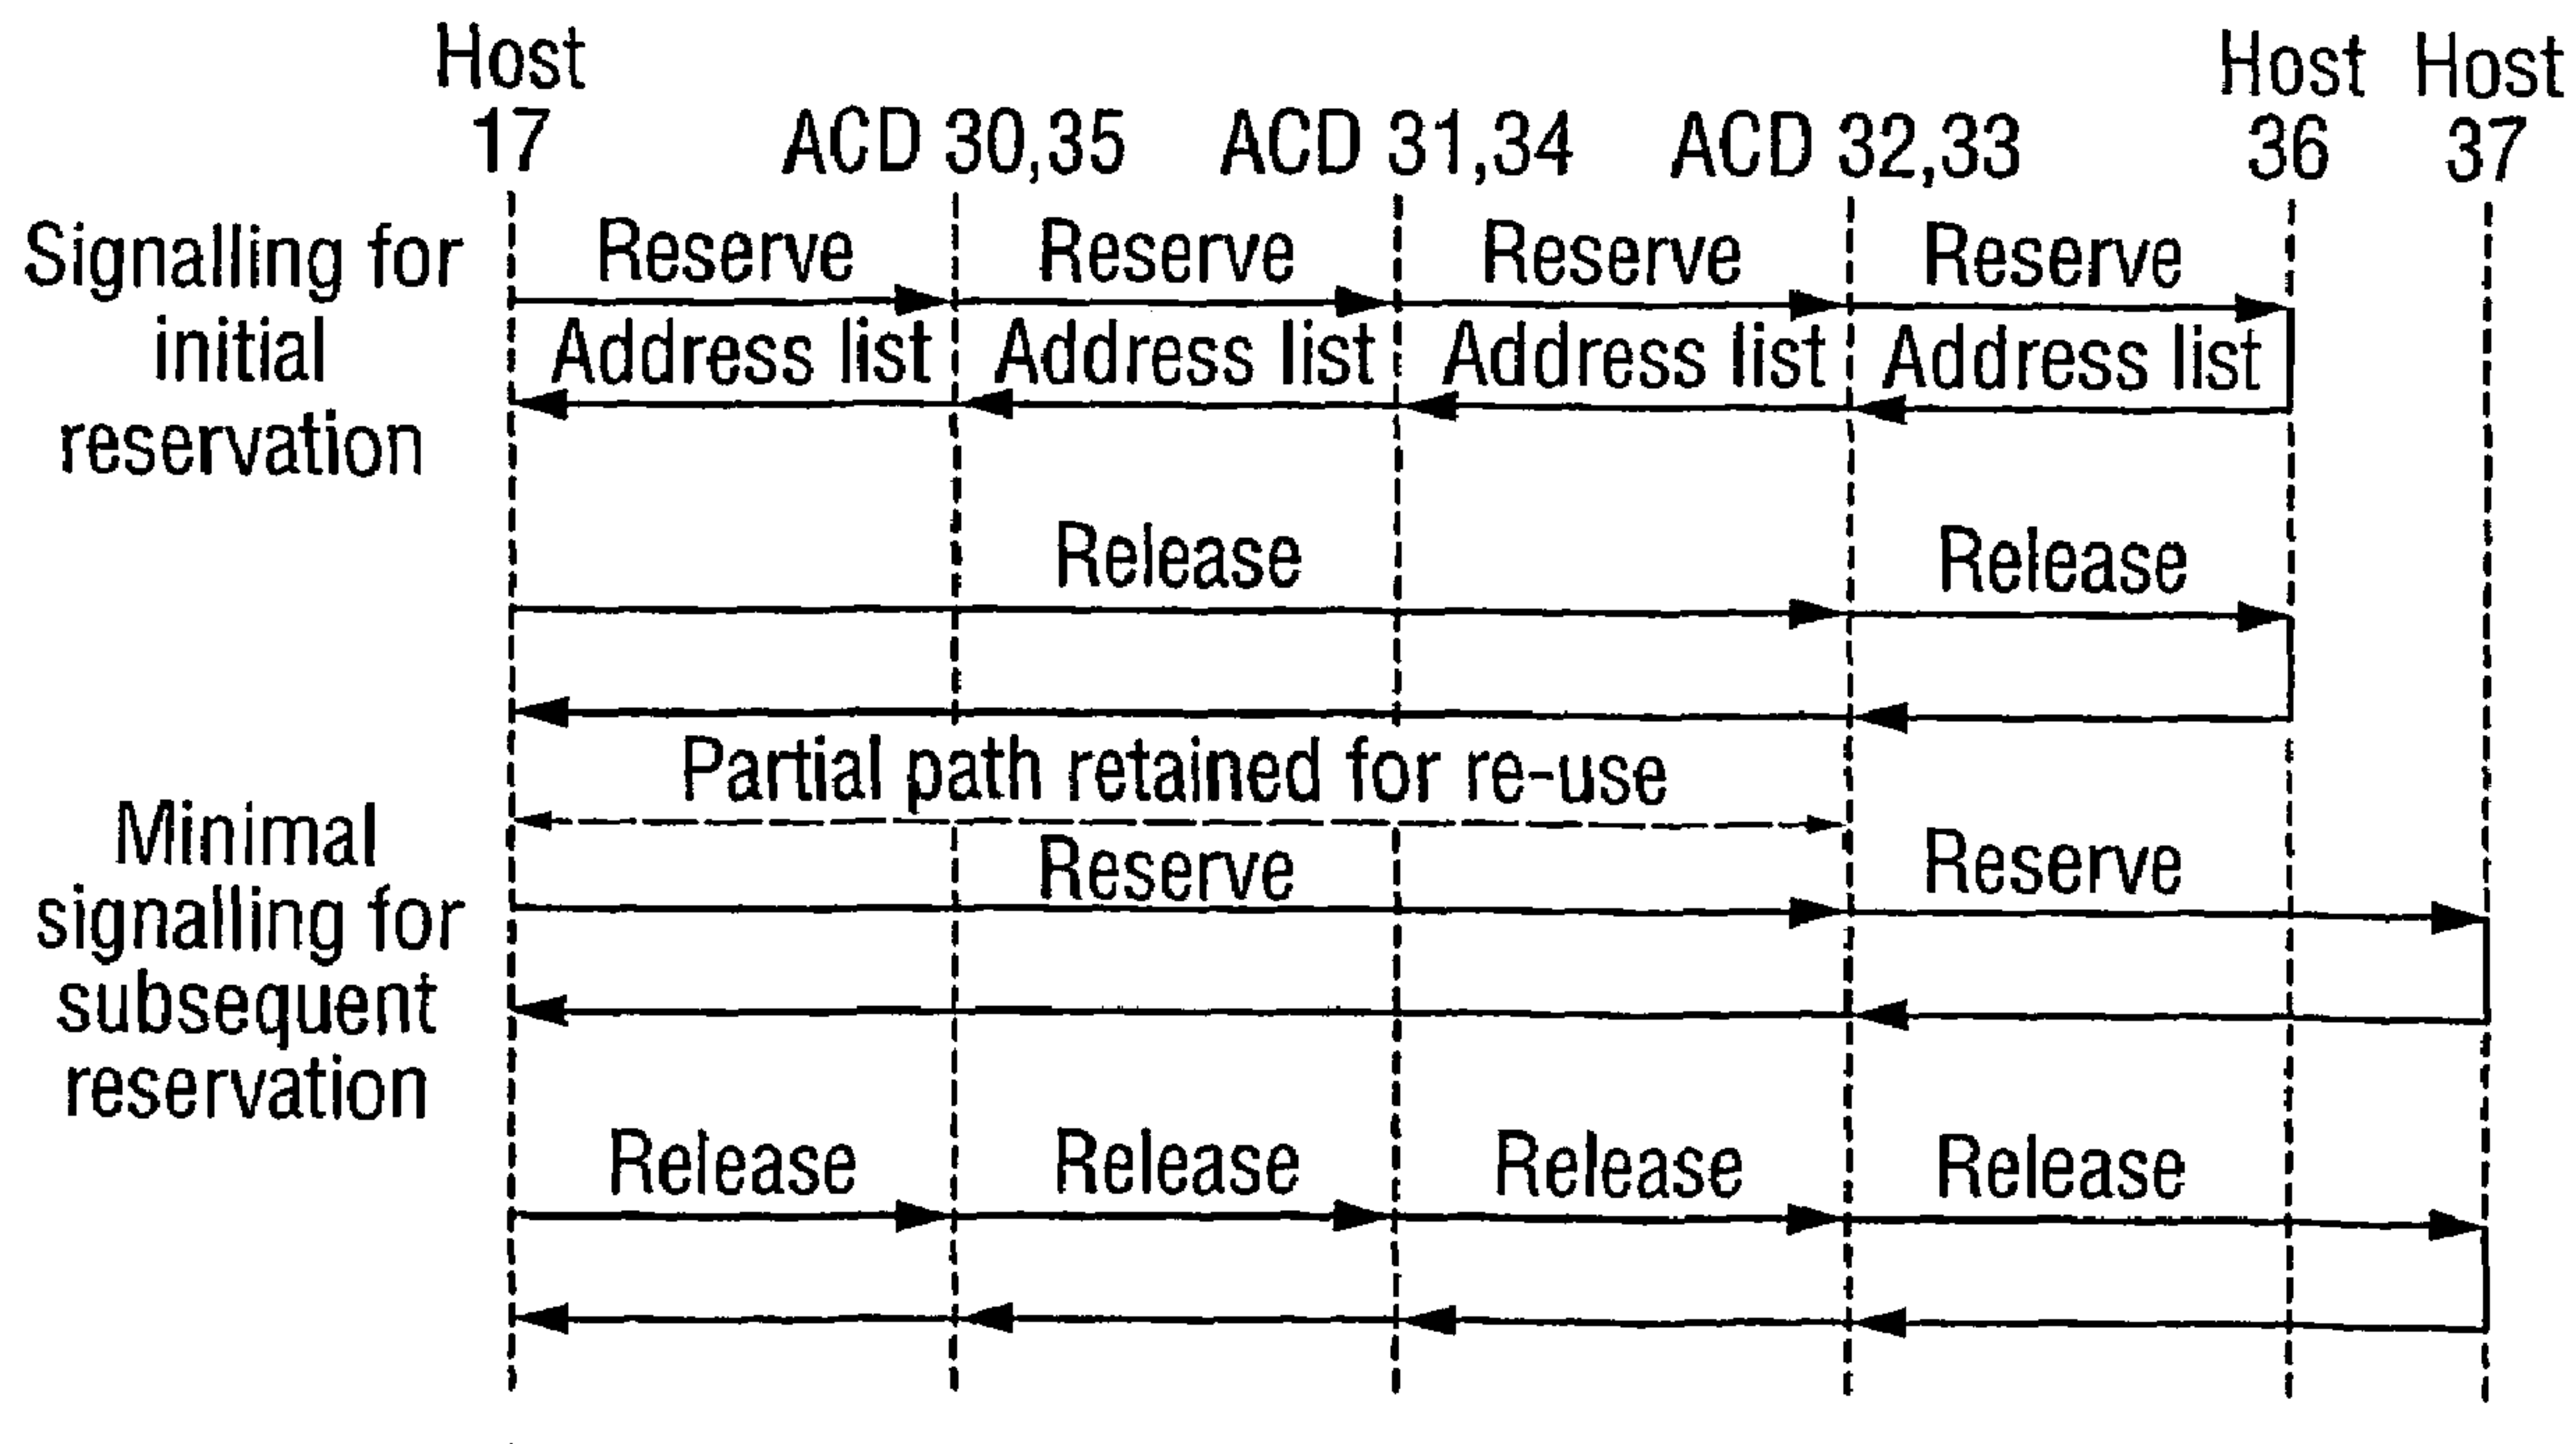 Host
17
ACD 30,35
ACD 31,34
ACD 32,33
Host
36
Host
37
Signalling for
initial
reservation
Reserve Reserve Reserve Reserve
Address list Address list Address list Address list
Release Release
Partial path retained for re-use
Minimal
signalling for
subsequent
reservation
Reserve Reserve
Release Release Release Release